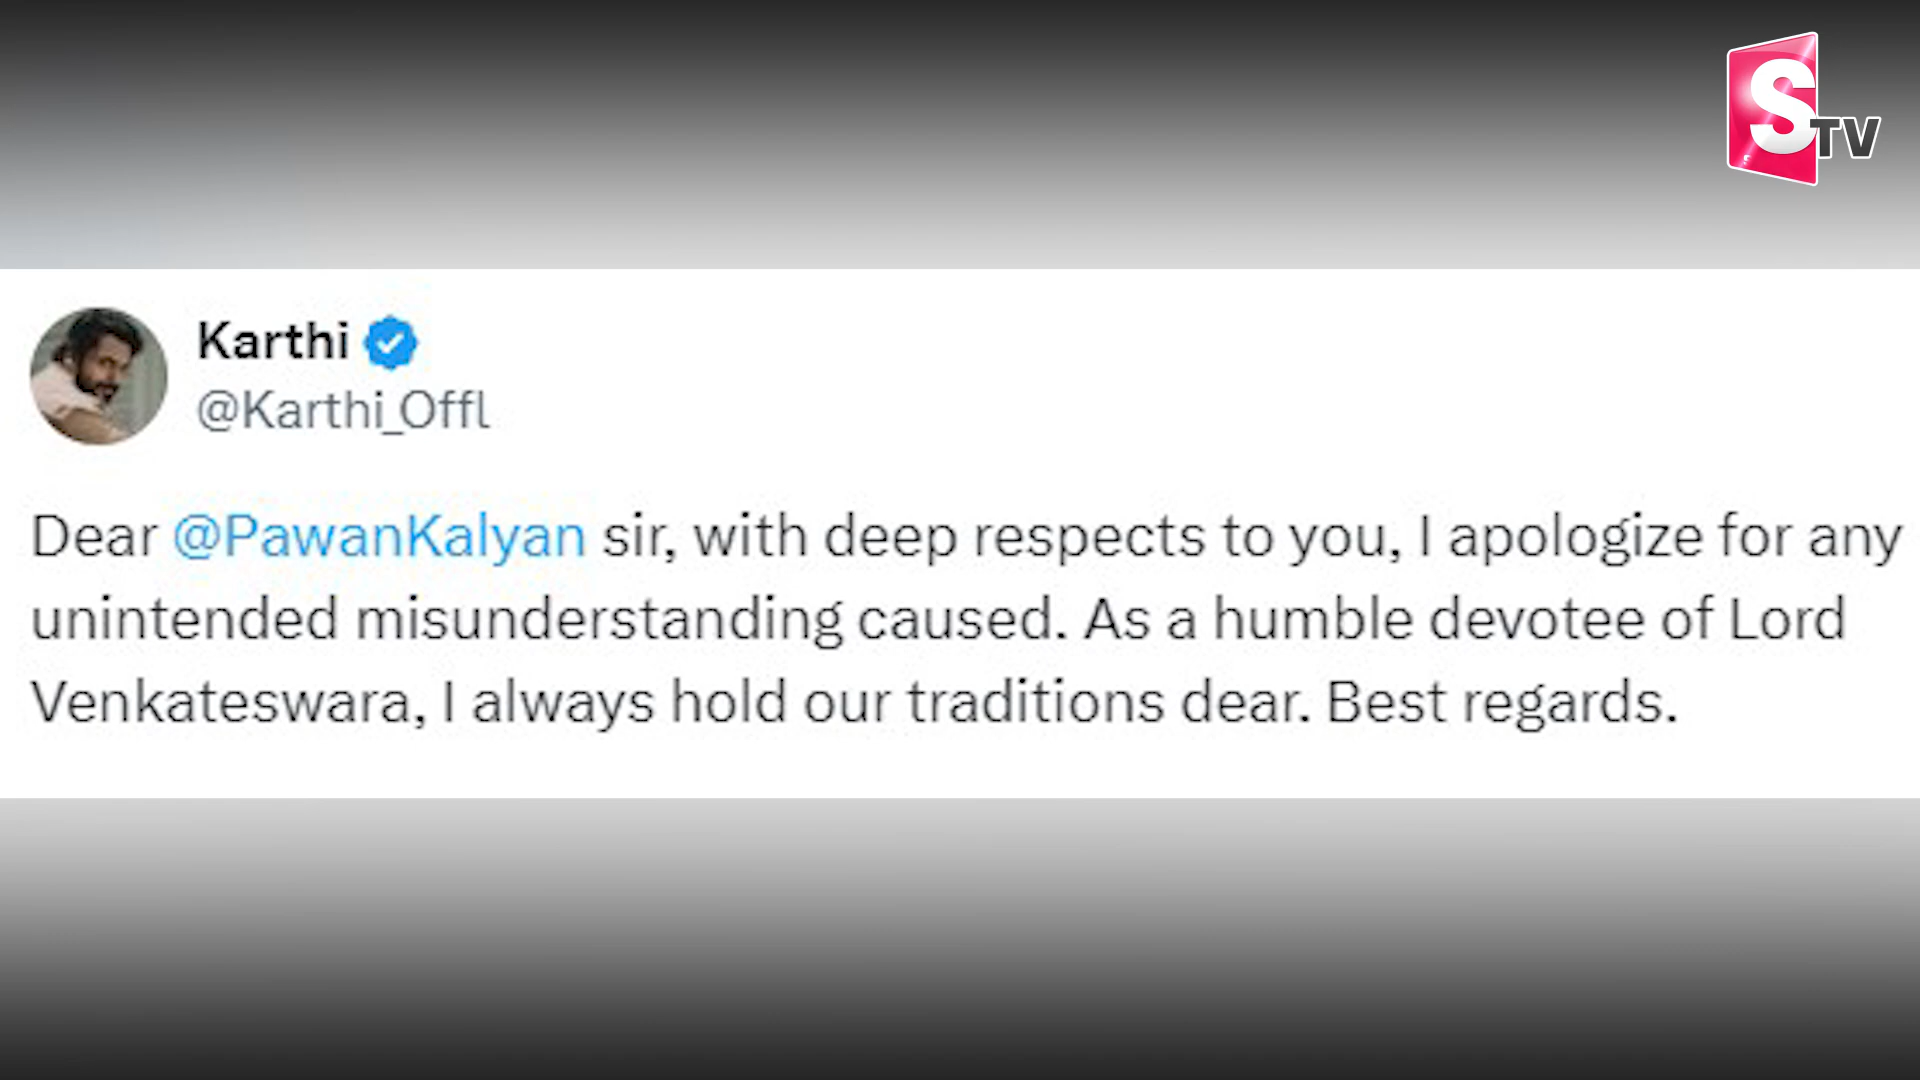 S TV
Karthi
@Karthi_Offl
Dear @PawanKalyan sir, with deep respects to you, I apologize for any
unintended misunderstanding caused. As a humble devotee of Lord
Venkateswara, I always hold our traditions dear. Best regards.